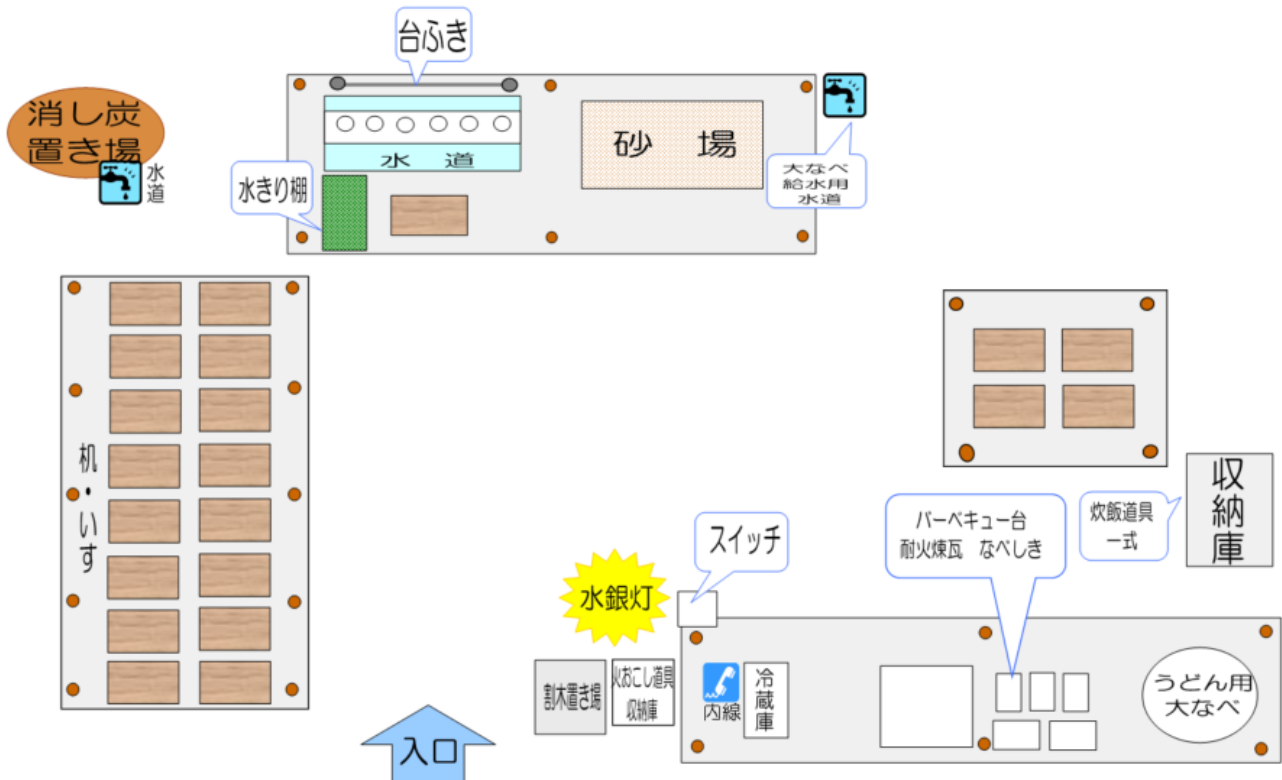 台ふき
消し炭
置き場
水道
水 道
砂 場
大なべ
給水用
水道
水きり棚
机・いす
収納庫
炊飯道具
一式
バーベキュー台
耐火煉瓦 なべしき
スイッチ
水銀灯
割木置き場
火おこし道具
収納庫
内線
冷蔵庫
うどん用
大なべ
入口